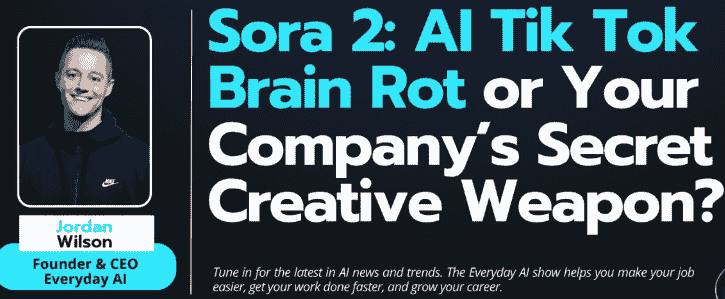 Sora 2: AI Tik Tok
Brain Rot or Your
Company's Secret
Creative Weapon?
Jordan
Wilson
Founder & CEO
Everyday AI
Tune in for the latest in AI news and trends. The Everyday AI show helps you make your job
easier, get your work done faster, and grow your career.